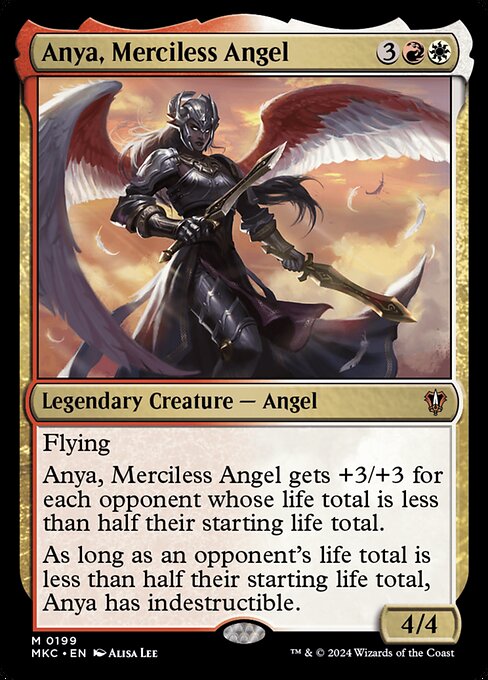 Anya, Merciless Angel 3
Legendary Creature — Angel
Flying
Anya, Merciless Angel gets +3/+3 for
each opponent whose life total is less
than half their starting life total.
As long as an opponent's life total is
less than half their starting life total,
Anya has indestructible.
4/4
M 0199
MKC • EN Alisa Lee
™ & © 2024 Wizards of the Coast